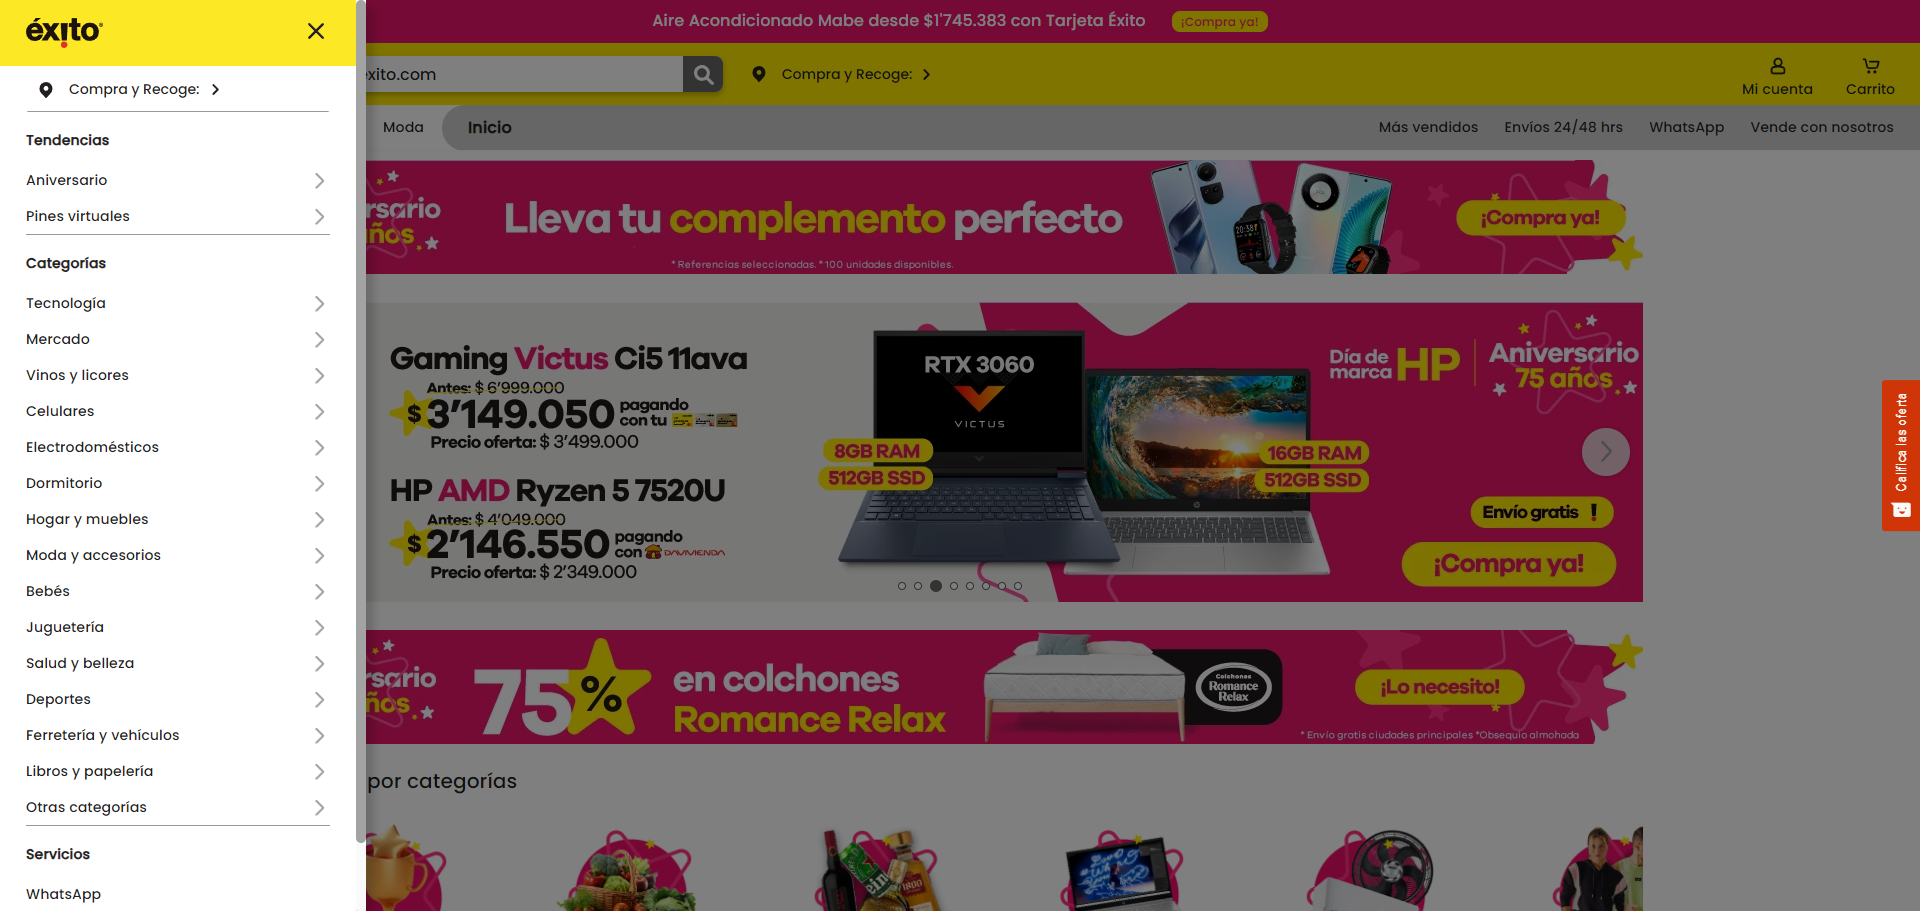 Aire Acondicionado Mabe desde $1'745.383 con Tarjeta Éxito
¡Compra ya!
éxito
Compra y Recoge:
éxito.com
Compra y Recoge:
Mi cuenta
Carrito
Moda
Inicio
Más vendidos
Envíos 24/48 hrs
WhatsApp
Vende con nosotros
Tendencias
Aniversario
Pines virtuales
Categorías
Tecnología
Mercado
Vinos y licores
Celulares
Electrodomésticos
Dormitorio
Hogar y muebles
Moda y accesorios
Bebés
Juguetería
Salud y belleza
Deportes
Ferretería y vehículos
Libros y papelería
Otras categorías
Servicios
WhatsApp
rsario
años
Lleva tu complemento perfecto
* Referencias seleccionadas. * 100 unidades disponibles.
20:38
¡Compra ya!
Gaming Victus Ci5 11ava
Antes: $ 6'999.000
$ 3'149.050 pagando con tu
Precio oferta: $ 3'499.000
HP AMD Ryzen 5 7520U
Antes: $ 4'049.000
$ 2'146.550 pagando con DAVIVIENDA
Precio oferta: $ 2'349.000
RTX 3060
VICTUS
8GB RAM
512GB SSD
16GB RAM
512GB SSD
Día de marca HP
Aniversario
75 años
Envío gratis !
¡Compra ya!
Califica las oferta
rsario
ños
75%
en colchones
Romance Relax
Colchones
Romance
Relax
¡Lo necesito!
* Envío gratis ciudades principales *Obsequio almohada
por categorías
1800